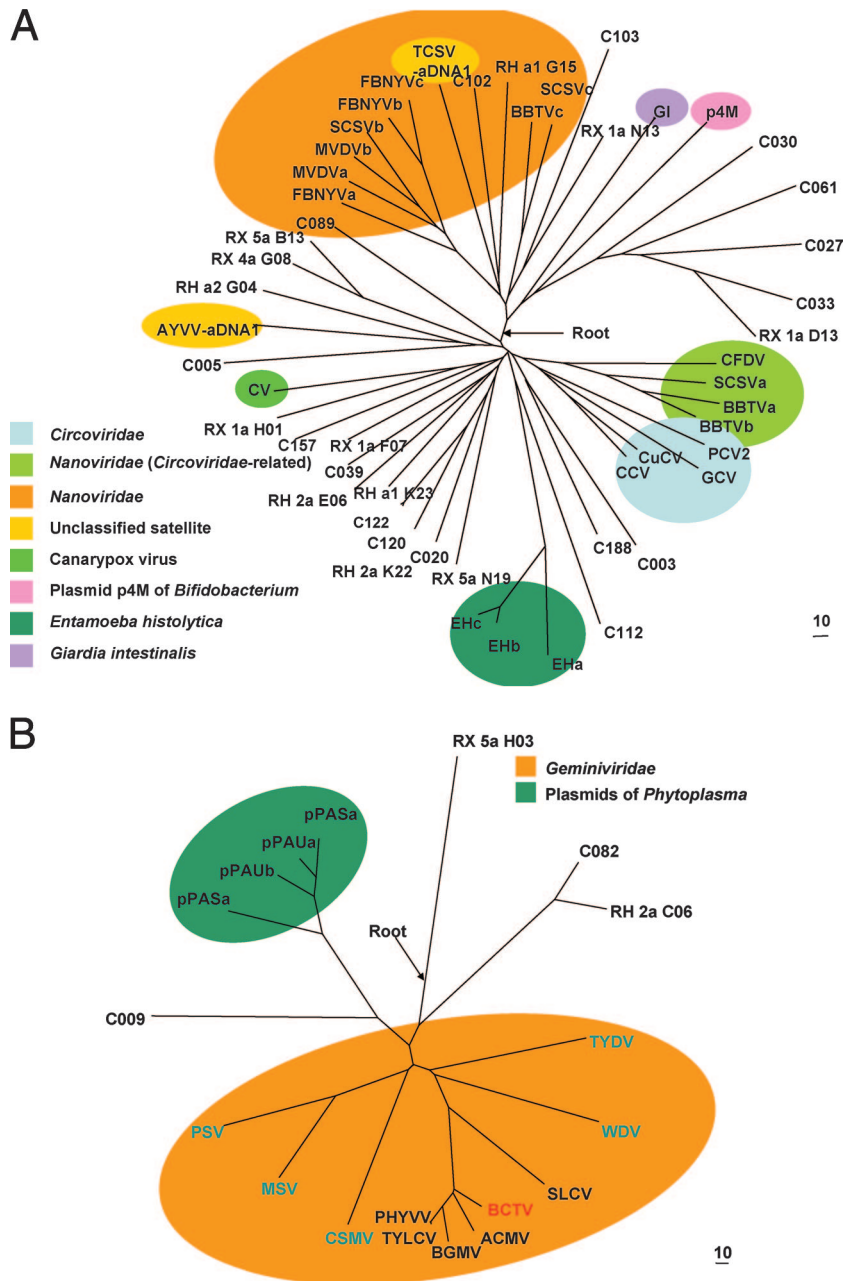 A
C103
TCSV
-aDNA1
RH a1 G15
FBNYVc
C102
SCSVc
FBNYVb
BBTVc
GI
p4M
SCSVb
RX 1a N13
MVDVb
C030
MVDVa
FBNYVa
C061
C089
RX 5a B13
C027
RX 4a G08
RH a2 G04
C033
AYVV-aDNA1
Root
RX 1a D13
C005
CFDV
CV
SCSVa
BBTVa
RX 1a H01
BBTVb
C157
RX 1a F07
CuCV
PCV2
C039
CCV
GCV
RH 2a E06
RH a1 K23
C122
C120
C020
C188
C003
RH 2a K22
RX 5a N19
EHc
C112
EHb
EHa
10
Circoviridae
Nanoviridae (Circoviridae-related)
Nanoviridae
Unclassified satellite
Canarypox virus
Plasmid p4M of Bifidobacterium
Entamoeba histolytica
Giardia intestinalis
B
RX 5a H03
Geminiviridae
Plasmids of Phytoplasma
pPASa
pPAUa
pPAUb
pPASa
C082
RH 2a C06
Root
C009
TYDV
PSV
WDV
MSV
SLCV
BCTV
PHYVV
CSMV
TYLCV
ACMV
BGMV
10